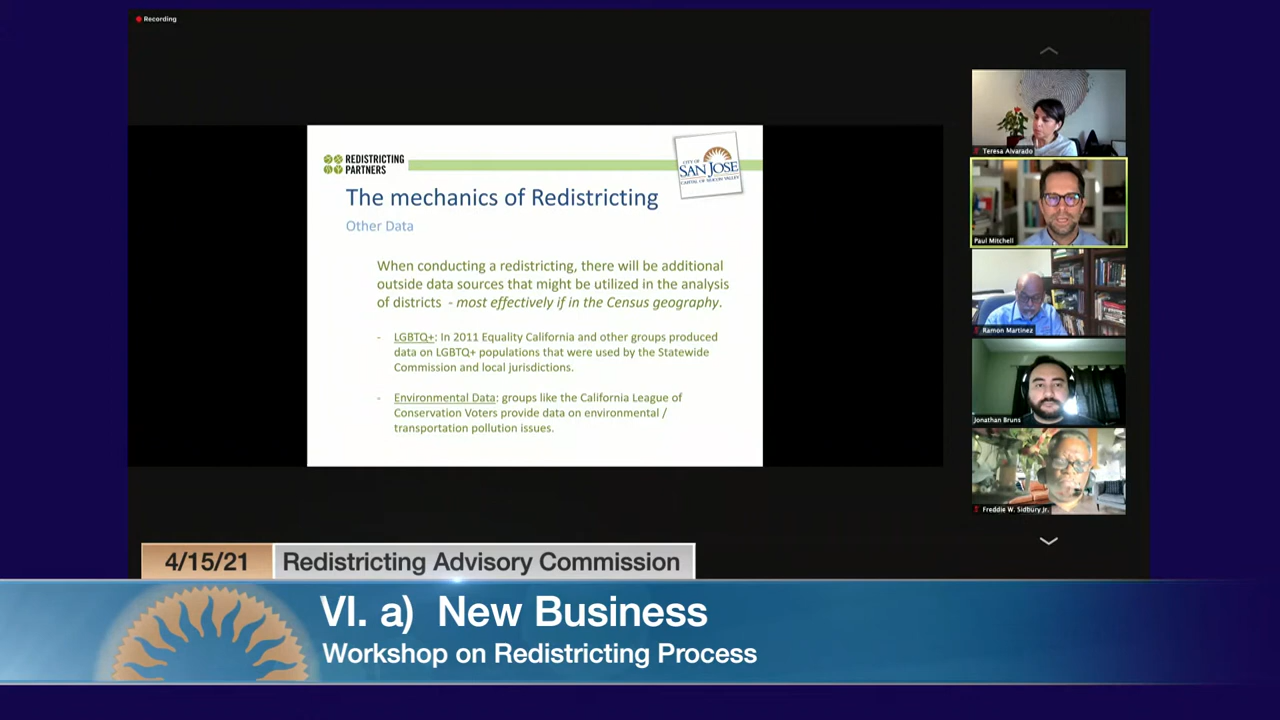 Recording
REDISTRICTING
PARTNERS
CITY OF
SAN JOSE
CAPITAL OF SILICON VALLEY
The mechanics of Redistricting
Other Data
When conducting a redistricting, there will be additional
outside data sources that might be utilized in the analysis
of districts - most effectively if in the Census geography.
- LGBTQ+: In 2011 Equality California and other groups produced
data on LGBTQ+ populations that were used by the Statewide
Commission and local jurisdictions.
- Environmental Data: groups like the California League of
Conservation Voters provide data on environmental /
transportation pollution issues.
Teresa Alvarado
Paul Mitchell
Ramon Martinez
Jonathan Bruns
Freddie W. Sidbury Jr.
4/15/21 Redistricting Advisory Commission
VI. a) New Business
Workshop on Redistricting Process